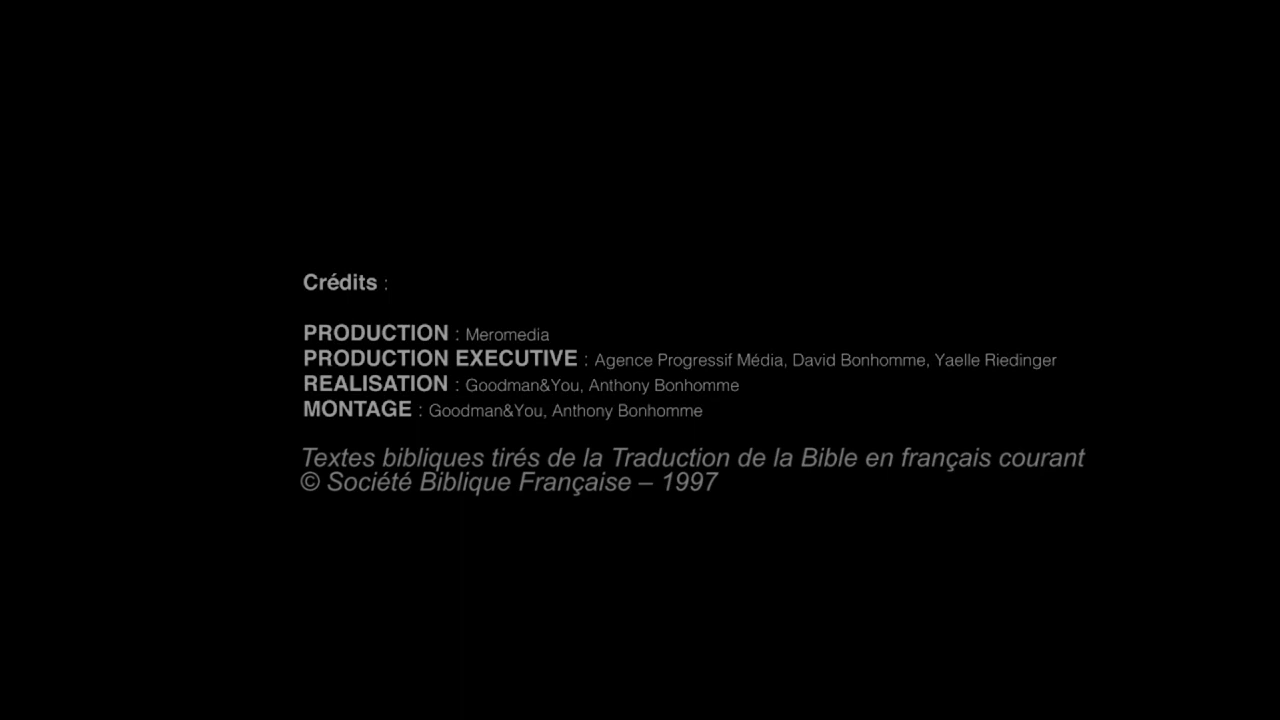 Crédits :
PRODUCTION : Meromedia
PRODUCTION EXECUTIVE : Agence Progressif Média, David Bonhomme, Yaelle Riedinger
REALISATION : Goodman&You, Anthony Bonhomme
MONTAGE : Goodman&You, Anthony Bonhomme
Textes bibliques tirés de la Traduction de la Bible en français courant
© Société Biblique Française – 1997